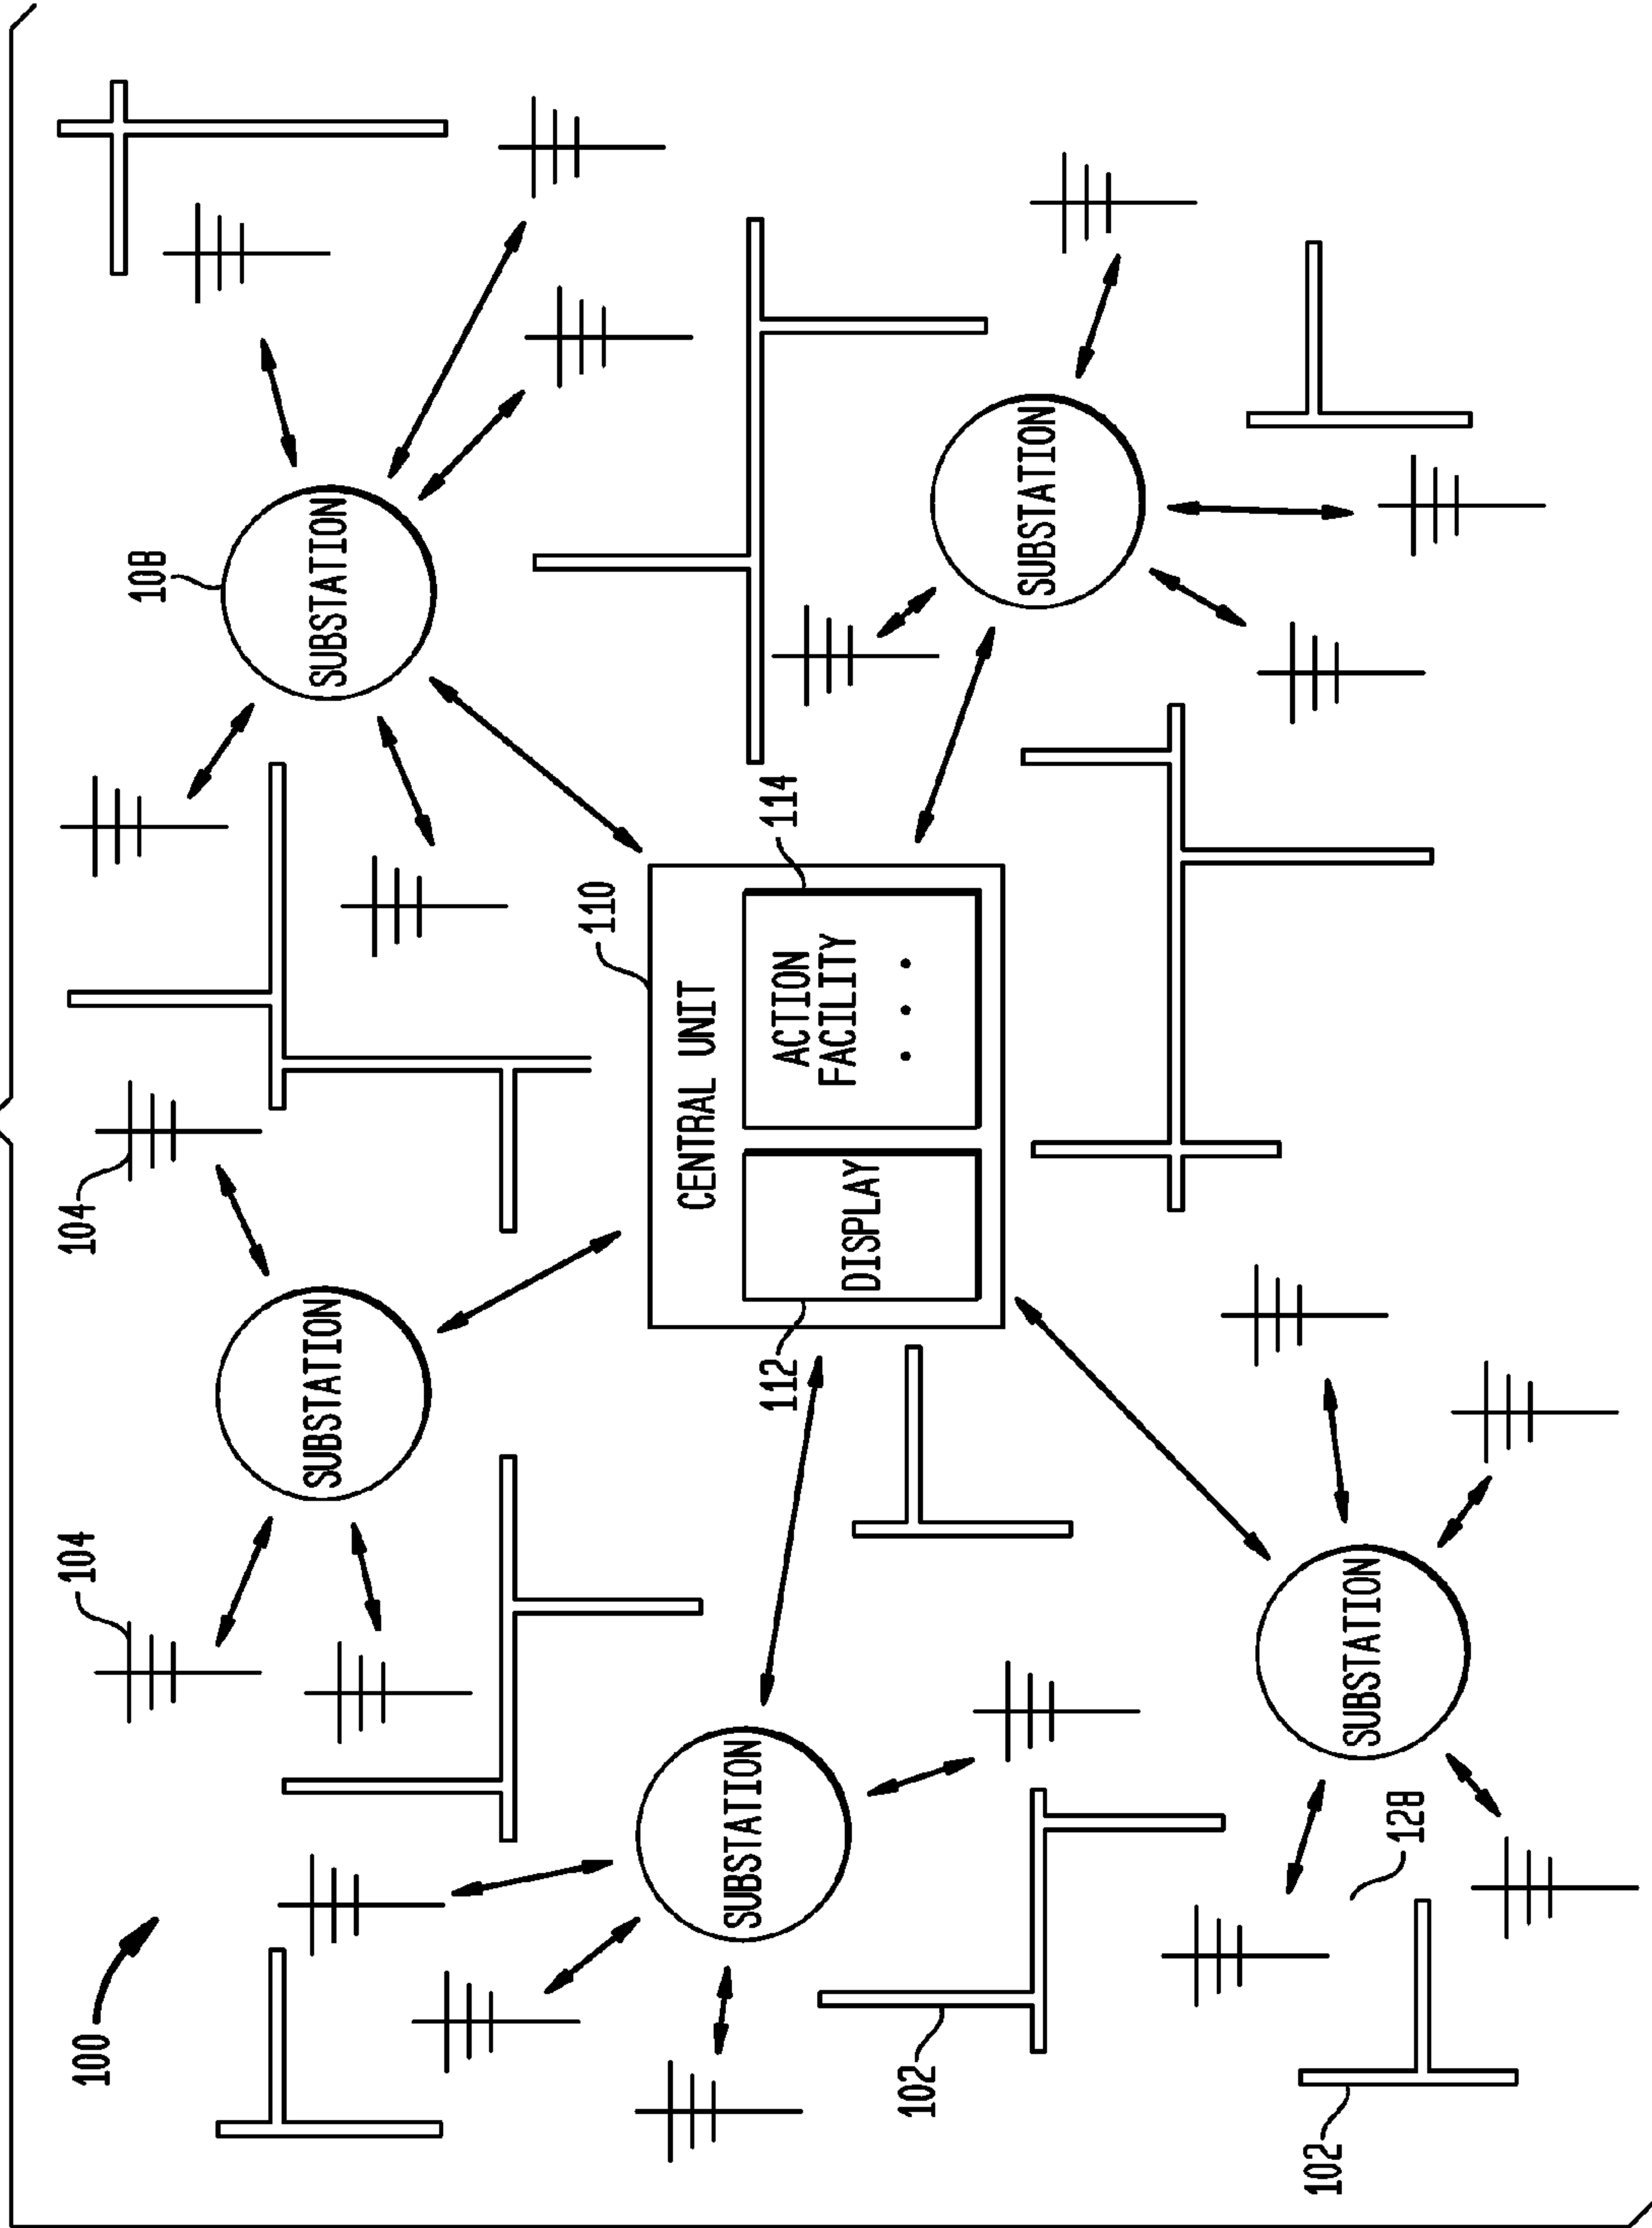 100
104
104
108
SUBSTATION
SUBSTATION
110
CENTRAL UNIT
SUBSTATION
112
114
ACTION
FACILITY
DISPLAY
102
SUBSTATION
102
SUBSTATION
128